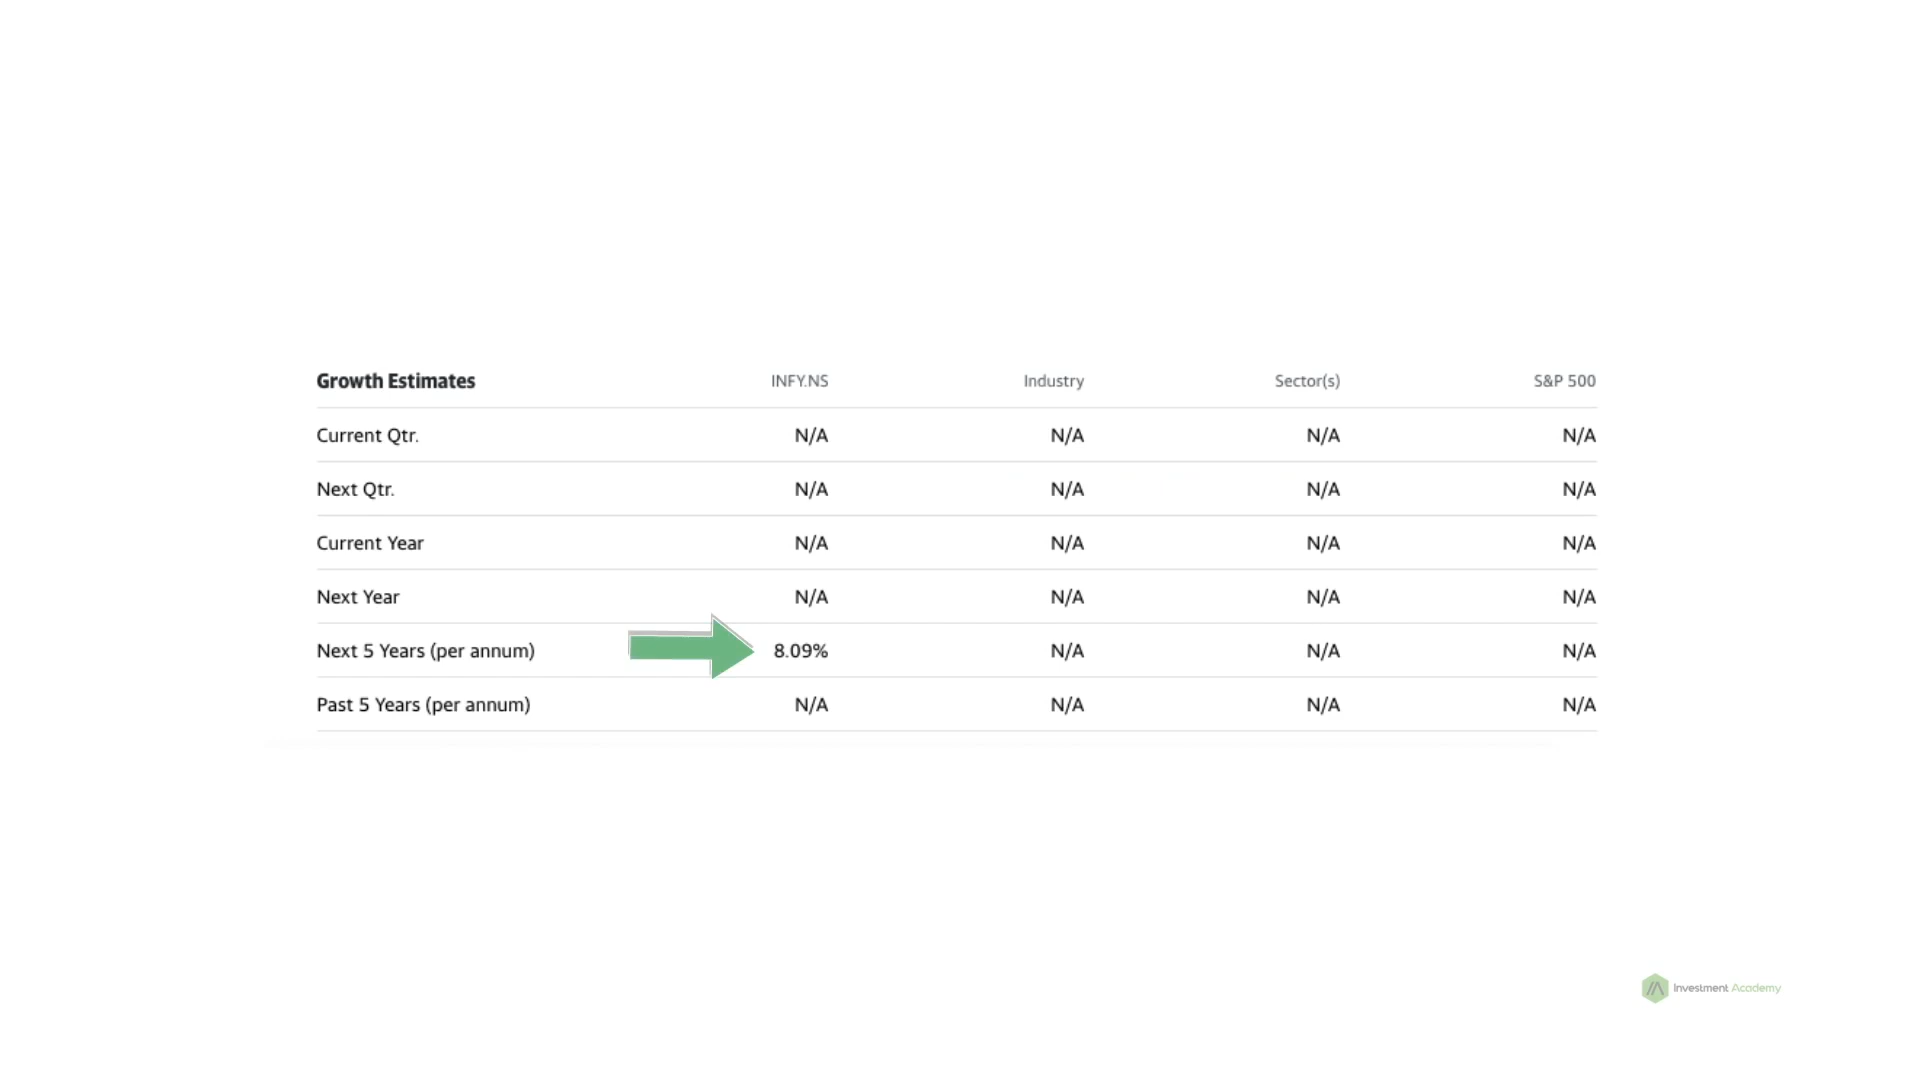 Growth Estimates INFY.NS Industry Sector(s) S&P 500
Current Qtr. N/A N/A N/A N/A
Next Qtr. N/A N/A N/A N/A
Current Year N/A N/A N/A N/A
Next Year N/A N/A N/A N/A
Next 5 Years (per annum) 8.09% N/A N/A N/A
Past 5 Years (per annum) N/A N/A N/A N/A
Investment Academy